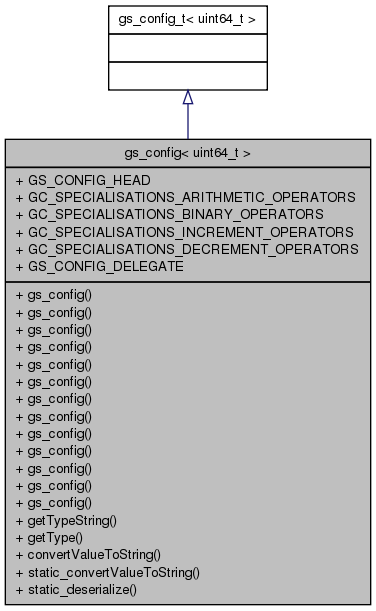 gs_config_t< uint64_t >
gs_config< uint64_t >
+ GS_CONFIG_HEAD
+ GC_SPECIALISATIONS_ARITHMETIC_OPERATORS
+ GC_SPECIALISATIONS_BINARY_OPERATORS
+ GC_SPECIALISATIONS_INCREMENT_OPERATORS
+ GC_SPECIALISATIONS_DECREMENT_OPERATORS
+ GS_CONFIG_DELEGATE
+ gs_config()
+ gs_config()
+ gs_config()
+ gs_config()
+ gs_config()
+ gs_config()
+ gs_config()
+ gs_config()
+ gs_config()
+ gs_config()
+ gs_config()
+ gs_config()
+ gs_config()
+ getTypeString()
+ getType()
+ convertValueToString()
+ static_convertValueToString()
+ static_deserialize()